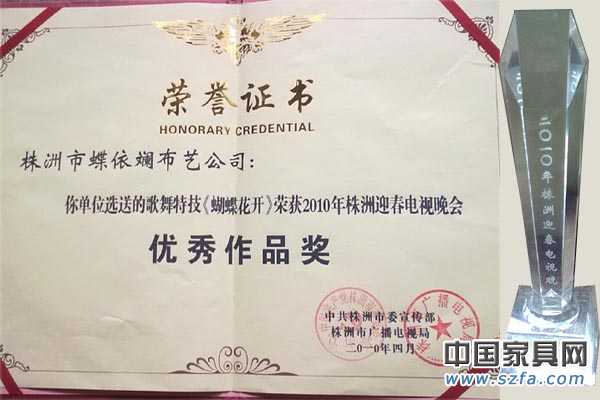 荣誉证书
HONORARY CREDENTIAL
株洲市蝶依斓布艺公司：
你单位选送的歌舞特技《蝴蝶花开》荣获2010年株洲迎春电视晚会
优秀作品奖
中共株洲市委宣传部
株洲市广播电视局
二〇一〇年四月
二〇一〇年株洲迎春电视晚会
中国家具网
www.szfa.com